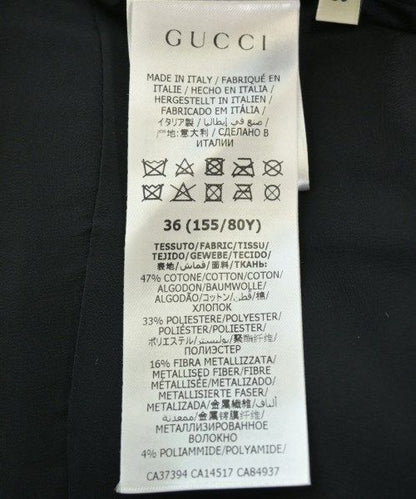 GUCCI
MADE IN ITALY / FABRIQUÉ EN
ITALIE / HECHO EN ITALIA /
HERGESTELLT IN ITALIEN /
FABRICADO EM ITÁLIA /
イタリア製 / صنع في إيطاليا /
产地:意大利 / СДЕЛАНО В
ИТАЛИИ
36 (155/80Y)
TESSUTO/FABRIC/TISSU/
TEJIDO/GEWEBE/TECIDO/
表地/قماش/面料/ТКАНЬ:
47% COTONE/COTTON/COTON/
ALGODON/BAUMWOLLE/
ALGODÃO/コットン/قطن/棉/
ХЛОПОК
33% POLIESTERE/POLYESTER/
POLIÉSTER/POLYESTER/
ポリエステル/بوليستر/聚酯纤维/
ПОЛИЭСТЕР
16% FIBRA METALLIZZATA/
METALLISED FIBER/FIBRE
MÉTALLISÉE/METALIZADO/
METALLISIERTE FASER/
METALIZADA/金属繊維/ألياف
معدنية/金属镀膜纤维/
МЕТАЛЛИЗИРОВАННОЕ
ВОЛОКНО
4% POLIAMMIDE/POLYAMIDE/
CA37394 CA14517 CA84937